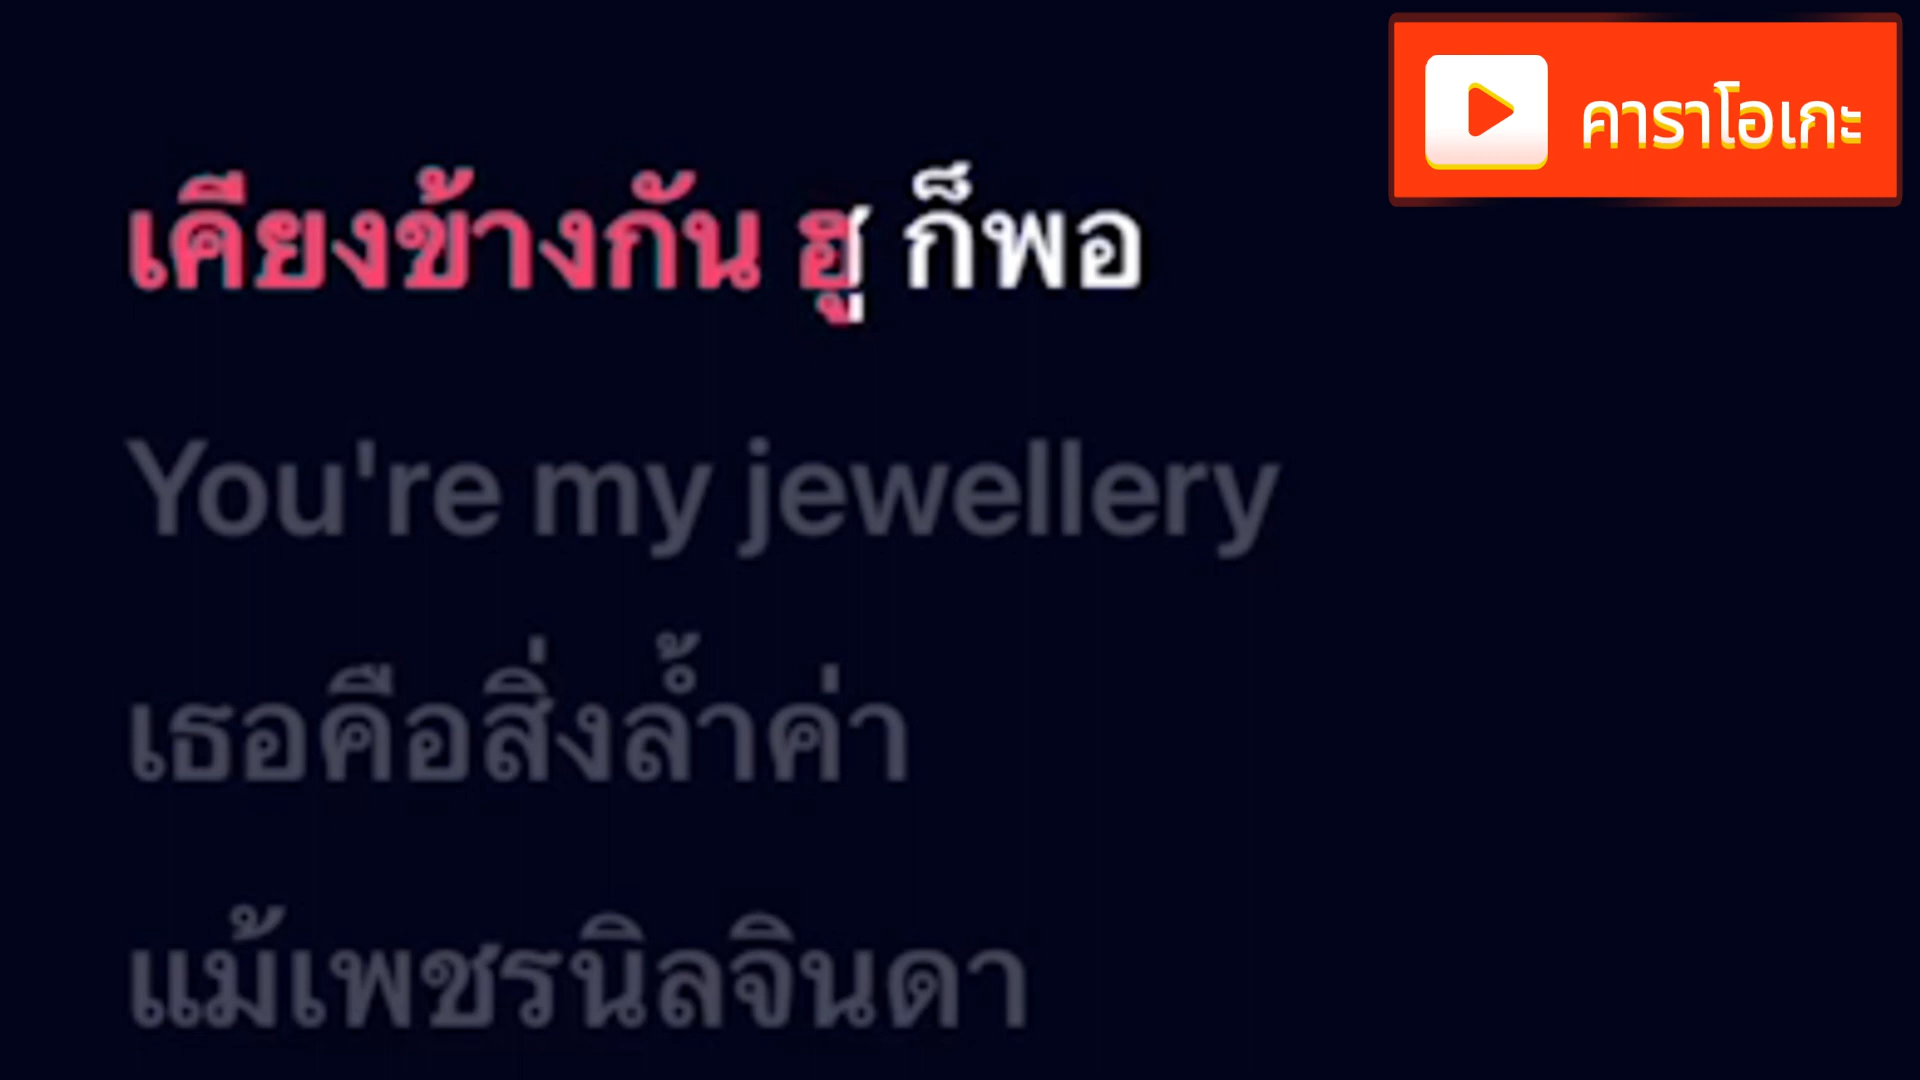 คาราโอเกะ
เคียงข้างกัน ฮู ก็พอ
You're my jewellery
เธอคือสิ่งล้ำค่า
แม้เพชรนิลจินดา